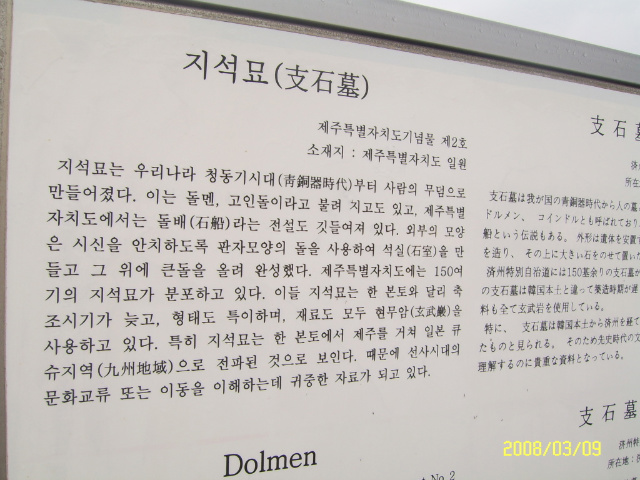 지석묘(支石墓)
제주특별자치도기념물 제2호
소재지 : 제주특별자치도 일원
지석묘는 우리나라 청동기시대(靑銅器時代)부터 사람의 무덤으로
만들어졌다. 이는 돌멘, 고인돌이라고 불려 지고도 있고, 제주특별
자치도에서는 돌배(石船)라는 전설도 깃들여져 있다. 외부의 모양
은 시신을 안치하도록 판자모양의 돌을 사용하여 석실(石室)을 만
들고 그 위에 큰돌을 올려 완성했다. 제주특별자치도에는 150여
기의 지석묘가 분포하고 있다. 이들 지석묘는 한 본토와 달리 축
조시기가 늦고, 형태도 특이하며, 재료도 모두 현무암(玄武巖)을
사용하고 있다. 특히 지석묘는 한 본토에서 제주를 거쳐 일본 큐
슈지역(九州地域)으로 전파된 것으로 보인다. 때문에 선사시대의
문화교류 또는 이동을 이해하는데 귀중한 자료가 되고 있다.
Dolmen
No. 2
支石墓
済州
所在
支石墓は我が国の青銅器時代から人の墓
ドルメン、コインドルとも呼ばれており
船という伝説もある。外形は遺体を安置す
を造り、その上に大きい石をのせて置いた
済州特別自治道には150基余りの支石墓が
の支石墓は韓国本土と違って築造時期が遅
料も全て玄武岩を使用している。
特に、支石墓は韓国本土から済州を経て
たものと見られる。そのため先史時代の文
理解するのに貴重な資料となっている。
支石墓
済州特
所在地:
2008/03/09